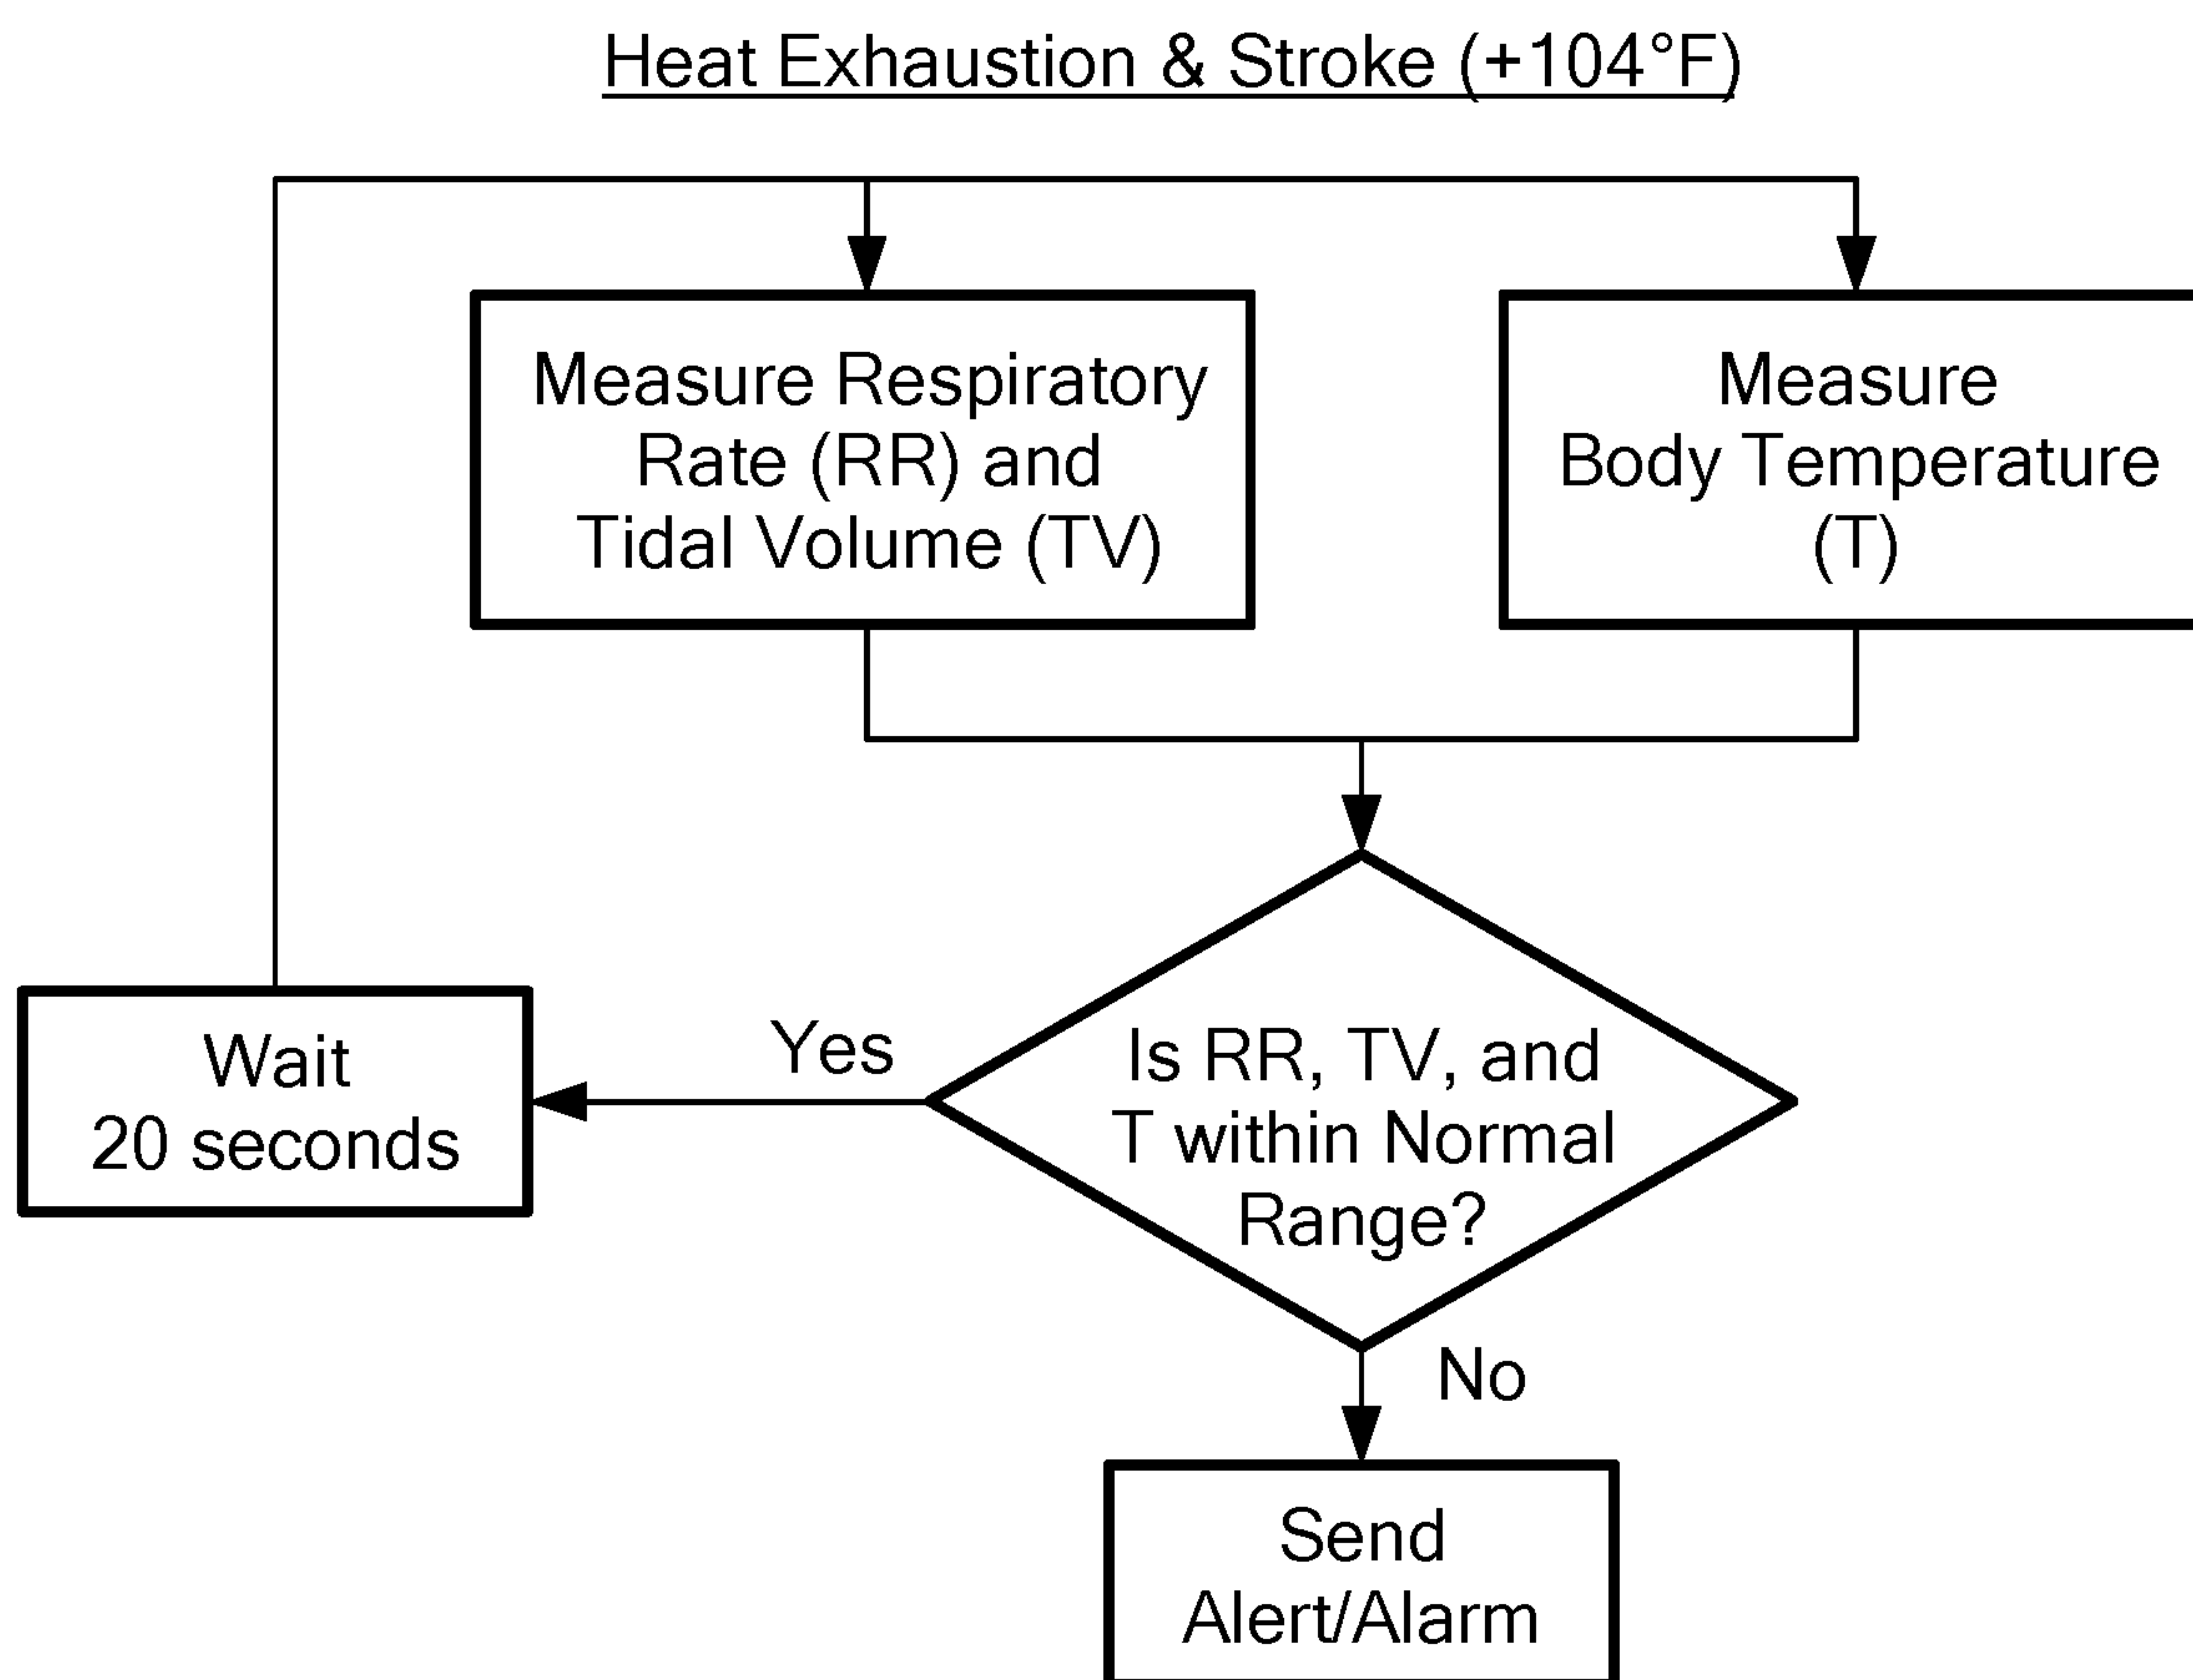 Heat Exhaustion & Stroke (+104°F)
Measure Respiratory
Rate (RR) and
Tidal Volume (TV)
Measure
Body Temperature
(T)
Wait
20 seconds
Yes
Is RR, TV, and
T within Normal
Range?
No
Send
Alert/Alarm